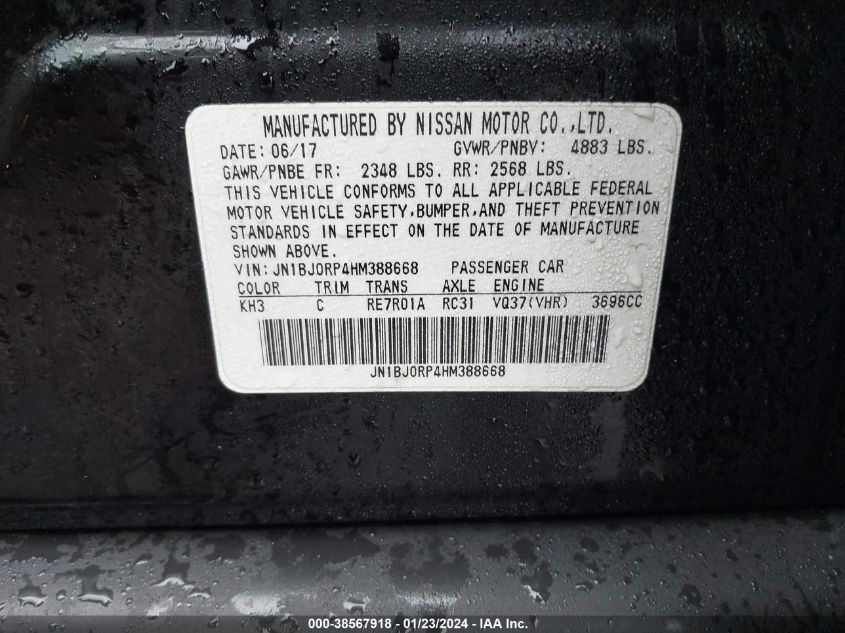 MANUFACTURED BY NISSAN MOTOR CO.,LTD.
DATE: 06/17 GVWR/PNBV: 4883 LBS.
GAWR/PNBE FR: 2348 LBS. RR: 2568 LBS.
THIS VEHICLE CONFORMS TO ALL APPLICABLE FEDERAL
MOTOR VEHICLE SAFETY,BUMPER,AND THEFT PREVENTION
STANDARDS IN EFFECT ON THE DATE OF MANUFACTURE
SHOWN ABOVE.
VIN: JN1BJ0RP4HM388668 PASSENGER CAR
COLOR TRIM TRANS AXLE ENGINE
KH3 C RE7R01A RC31 VQ37(VHR) 3696CC
JN1BJ0RP4HM388668
000-38567918 | 01/23/2024 | IAA Inc.